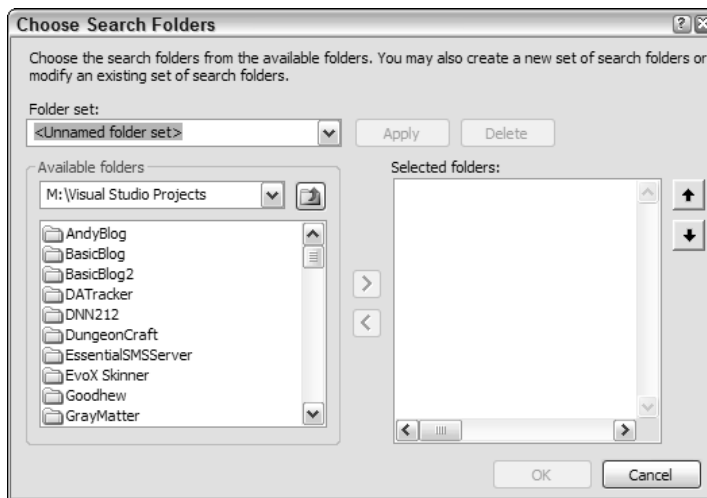 Choose Search Folders
Choose the search folders from the available folders. You may also create a new set of search folders or
modify an existing set of search folders.
Folder set:
<Unnamed folder set>
Apply
Delete
Available folders
M:\Visual Studio Projects
AndyBlog
BasicBlog
BasicBlog2
DATracker
DNN212
DungeonCraft
EssentialSMSServer
EvoX Skinner
Goodhew
GrayMatter
Selected folders:
OK
Cancel